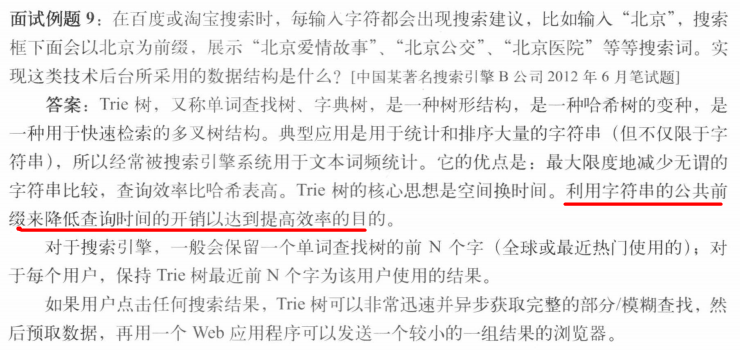 面试例题 9：在百度或淘宝搜索时，每输入字符都会出现搜索建议，比如输入“北京”，搜索
框下面会以北京为前缀，展示“北京爱情故事”、“北京公交”、“北京医院”等等搜索词。实
现这类技术后台所采用的数据结构是什么？[中国某著名搜索引擎 B 公司 2012 年 6 月笔试题]
答案：Trie 树，又称单词查找树、字典树，是一种树形结构，是一种哈希树的变种，是
一种用于快速检索的多叉树结构。典型应用是用于统计和排序大量的字符串（但不仅限于字
符串），所以经常被搜索引擎系统用于文本词频统计。它的优点是：最大限度地减少无谓的
字符串比较，查询效率比哈希表高。Trie 树的核心思想是空间换时间。利用字符串的公共前
缀来降低查询时间的开销以达到提高效率的目的。
对于搜索引擎，一般会保留一个单词查找树的前 N 个字（全球或最近热门使用的）；对
于每个用户，保持 Trie 树最近前 N 个字为该用户使用的结果。
如果用户点击任何搜索结果，Trie 树可以非常迅速并异步获取完整的部分/模糊查找，然
后预取数据，再用一个 Web 应用程序可以发送一个较小的一组结果的浏览器。